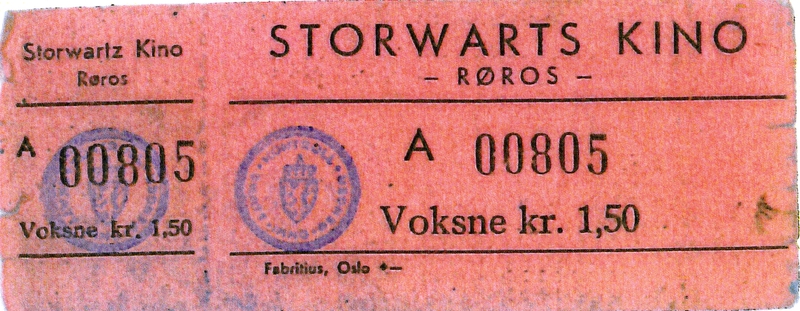 Storwartz Kino
Røros
A 00805
Voksne kr. 1,50
STORWARTS KINO
– RØROS –
A 00805
Voksne kr. 1,50
Fabritius, Oslo